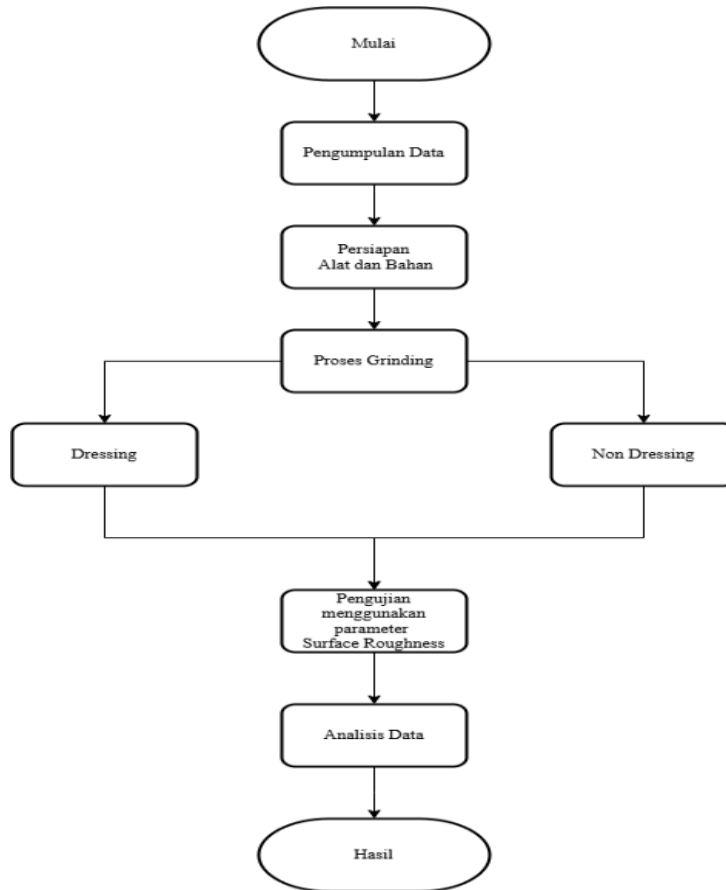 Mulai
Pengumpulan Data
Persiapan
Alat dan Bahan
Proses Grinding
Dressing
Non Dressing
Pengujian
menggunakan
parameter
Surface Roughness
Analisis Data
Hasil